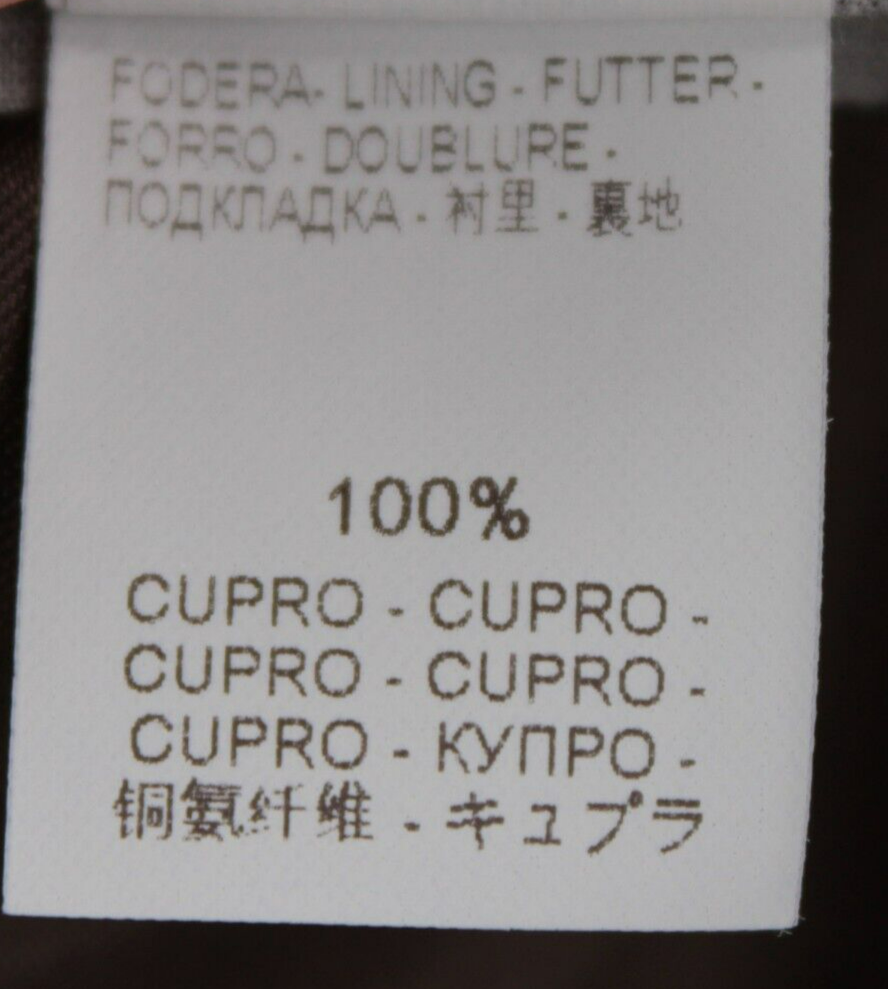 FODERA- LINING - FUTTER -
FORRO - DOUBLURE -
ПОДКЛАДКА - 衬里 - 裏地
100%
CUPRO - CUPRO -
CUPRO - CUPRO -
CUPRO - КУПРО -
铜氨纤维 - キュプラ